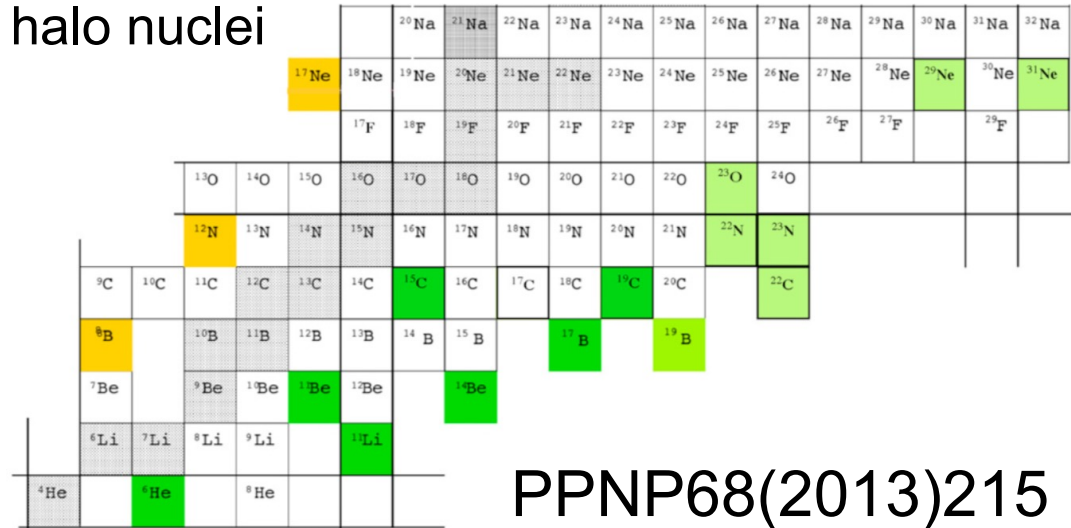 halo nuclei
²⁰Na ²¹Na ²²Na ²³Na ²⁴Na ²⁵Na ²⁶Na ²⁷Na ²⁸Na ²⁹Na ³⁰Na ³¹Na ³²Na
¹⁷Ne ¹⁸Ne ¹⁹Ne ²⁰Ne ²¹Ne ²²Ne ²³Ne ²⁴Ne ²⁵Ne ²⁶Ne ²⁷Ne ²⁸Ne ²⁹Ne ³⁰Ne ³¹Ne
¹⁷F ¹⁸F ¹⁹F ²⁰F ²¹F ²²F ²³F ²⁴F ²⁵F ²⁶F ²⁷F ²⁹F
¹³O ¹⁴O ¹⁵O ¹⁶O ¹⁷O ¹⁸O ¹⁹O ²⁰O ²¹O ²²O ²³O ²⁴O
¹²N ¹³N ¹⁴N ¹⁵N ¹⁶N ¹⁷N ¹⁸N ¹⁹N ²⁰N ²¹N ²²N ²³N
⁹C ¹⁰C ¹¹C ¹²C ¹³C ¹⁴C ¹⁵C ¹⁶C ¹⁷C ¹⁸C ¹⁹C ²⁰C ²²C
⁸B ¹⁰B ¹¹B ¹²B ¹³B ¹⁴B ¹⁵B ¹⁷B ¹⁹B
⁷Be ⁹Be ¹⁰Be ¹¹Be ¹²Be ¹⁴Be
⁶Li ⁷Li ⁸Li ⁹Li ¹¹Li
⁴He ⁶He ⁸He
PPNP68(2013)215